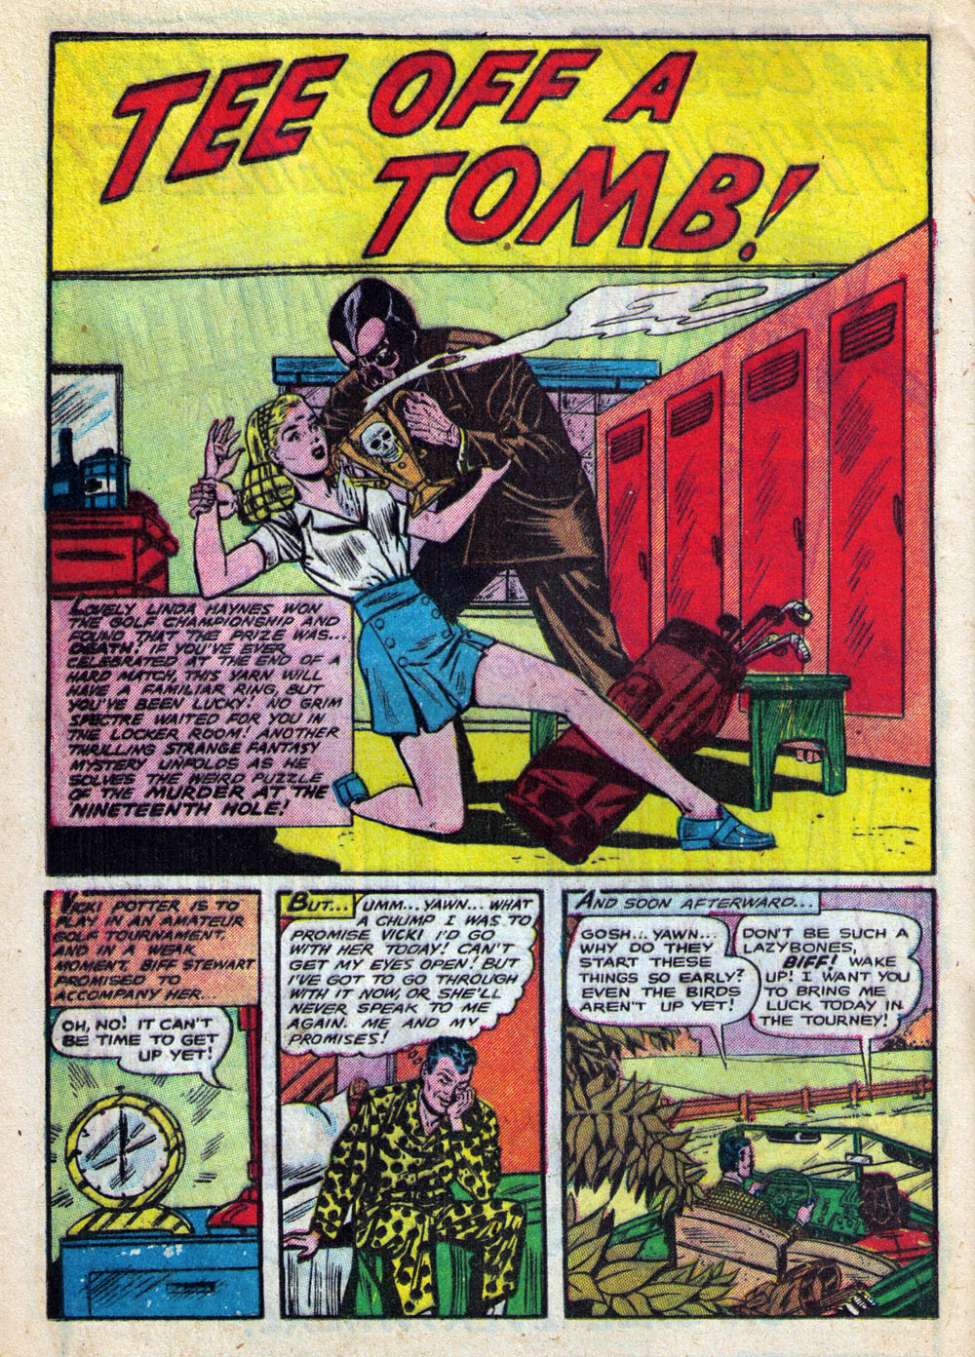 TEE OFF A
TOMB!
LOVELY LINDA HAYNES WON
THE GOLF CHAMPIONSHIP AND
FOUND THAT THE PRIZE WAS...
DEATH! IF YOU'VE EVER
CELEBRATED AT THE END OF A
HARD MATCH, THIS YARN WILL
HAVE A FAMILIAR RING, BUT
YOU'VE BEEN LUCKY! NO GRIM
SPECTRE WAITED FOR YOU IN
THE LOCKER ROOM! ANOTHER
THRILLING STRANGE FANTASY
MYSTERY UNFOLDS AS HE
SOLVES THE WEIRD PUZZLE
OF THE MURDER AT THE
NINETEENTH HOLE!
VICKI POTTER IS TO
PLAY IN AN AMATEUR
GOLF TOURNAMENT,
AND IN A WEAK
MOMENT, BIFF STEWART
PROMISED TO
ACCOMPANY HER.
OH, NO! IT CAN'T
BE TIME TO GET
UP YET!
BUT...
UMM... YAWN... WHAT
A CHUMP I WAS TO
PROMISE VICKI I'D GO
WITH HER TODAY! CAN'T
GET MY EYES OPEN! BUT
I'VE GOT TO GO THROUGH
WITH IT NOW, OR SHE'LL
NEVER SPEAK TO ME
AGAIN. ME AND MY
PROMISES!
AND SOON AFTERWARD...
GOSH... YAWN...
WHY DO THEY
START THESE
THINGS SO EARLY?
EVEN THE BIRDS
AREN'T UP YET!
DON'T BE SUCH A
LAZYBONES,
BIFF! WAKE
UP! I WANT YOU
TO BRING ME
LUCK TODAY IN
THE TOURNEY!